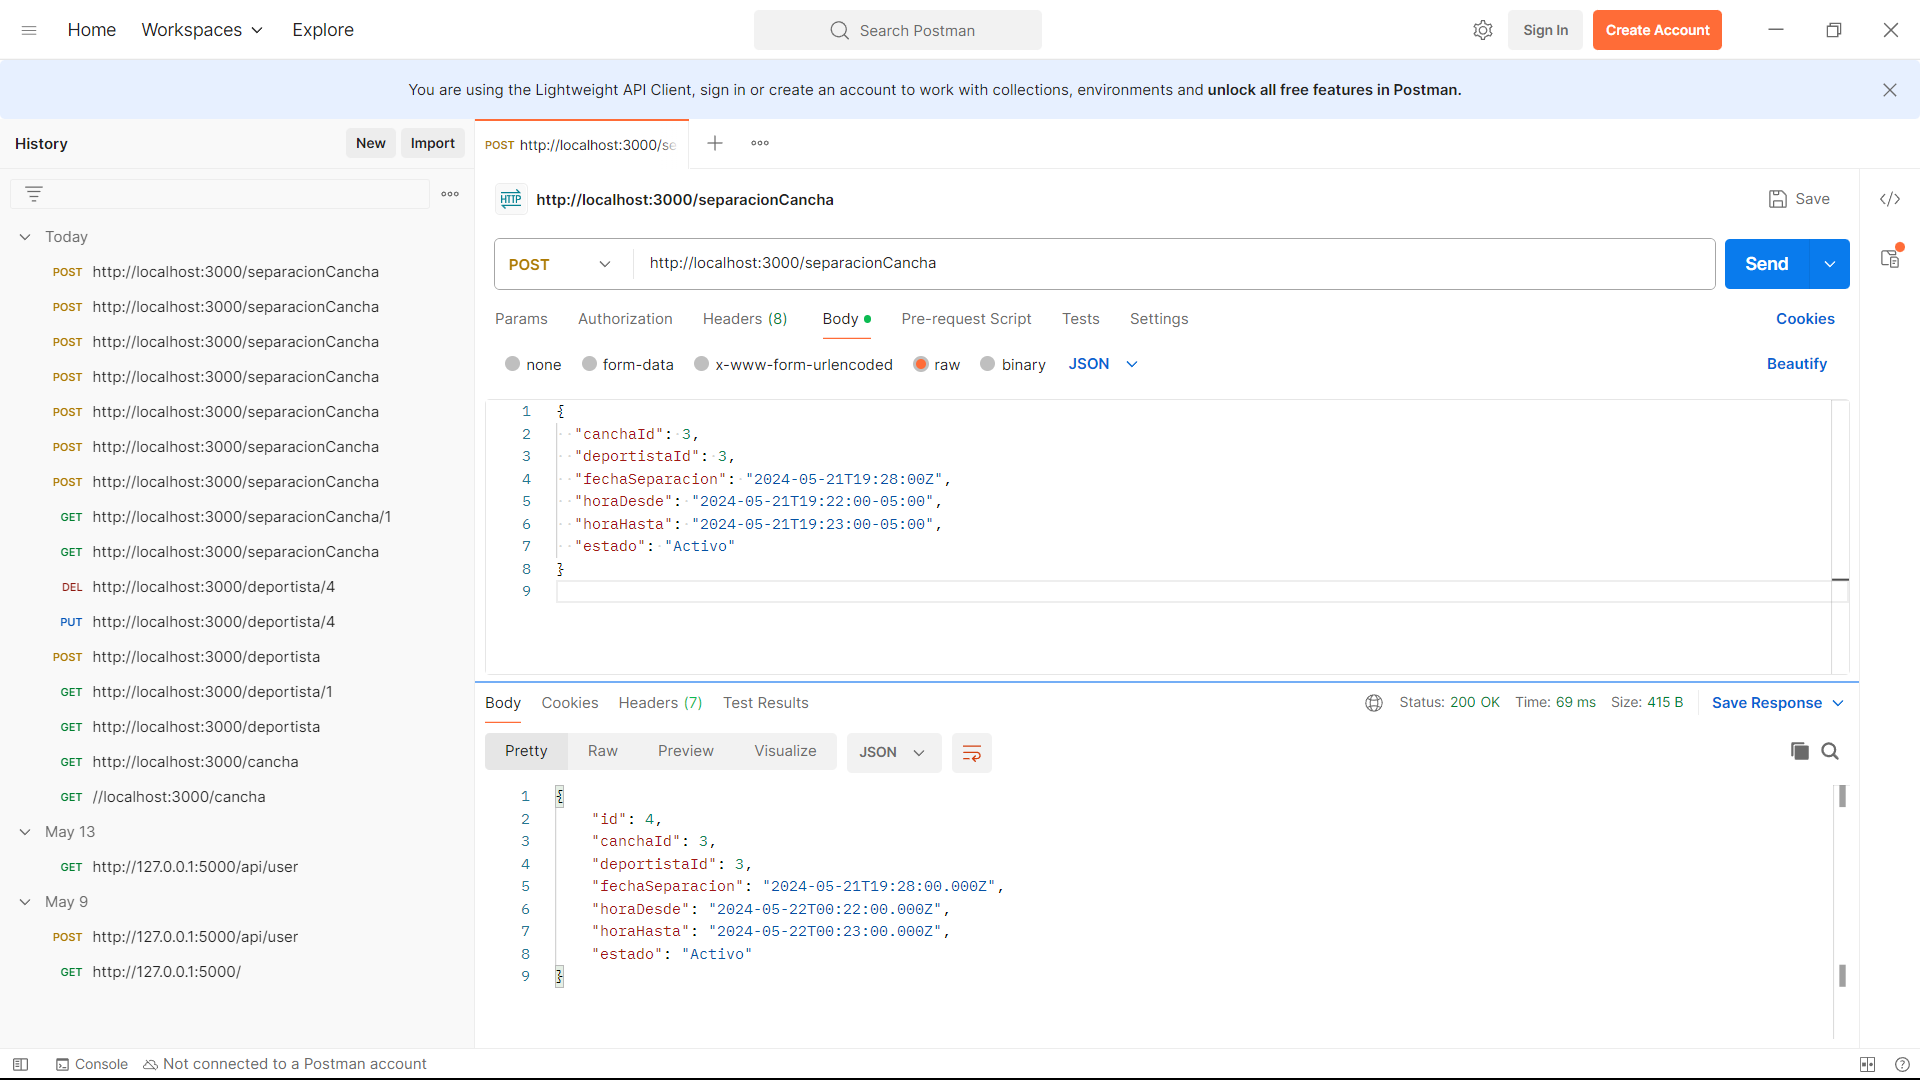 Home
Workspaces
Explore
Search Postman
Sign In
Create Account
You are using the Lightweight API Client, sign in or create an account to work with collections, environments and unlock all free features in Postman.
History
New
Import
Today
POST http://localhost:3000/separacionCancha
POST http://localhost:3000/separacionCancha
POST http://localhost:3000/separacionCancha
POST http://localhost:3000/separacionCancha
POST http://localhost:3000/separacionCancha
POST http://localhost:3000/separacionCancha
POST http://localhost:3000/separacionCancha
GET http://localhost:3000/separacionCancha/1
GET http://localhost:3000/separacionCancha
DEL http://localhost:3000/deportista/4
PUT http://localhost:3000/deportista/4
POST http://localhost:3000/deportista
GET http://localhost:3000/deportista/1
GET http://localhost:3000/deportista
GET http://localhost:3000/cancha
GET //localhost:3000/cancha
May 13
GET http://127.0.0.1:5000/api/user
May 9
POST http://127.0.0.1:5000/api/user
GET http://127.0.0.1:5000/
POST http://localhost:3000/se
HTTP http://localhost:3000/separacionCancha
Save
POST http://localhost:3000/separacionCancha
Send
Params Authorization Headers (8) Body Pre-request Script Tests Settings
Cookies
none form-data x-www-form-urlencoded raw binary JSON
Beautify
1 {
2 "canchaId": 3,
3 "deportistaId": 3,
4 "fechaSeparacion": "2024-05-21T19:28:00Z",
5 "horaDesde": "2024-05-21T19:22:00-05:00",
6 "horaHasta": "2024-05-21T19:23:00-05:00",
7 "estado": "Activo"
8 }
9
Body Cookies Headers (7) Test Results
Status: 200 OK Time: 69 ms Size: 415 B
Save Response
Pretty Raw Preview Visualize JSON
1 {
2 "id": 4,
3 "canchaId": 3,
4 "deportistaId": 3,
5 "fechaSeparacion": "2024-05-21T19:28:00.000Z",
6 "horaDesde": "2024-05-22T00:22:00.000Z",
7 "horaHasta": "2024-05-22T00:23:00.000Z",
8 "estado": "Activo"
9 }
Console
Not connected to a Postman account